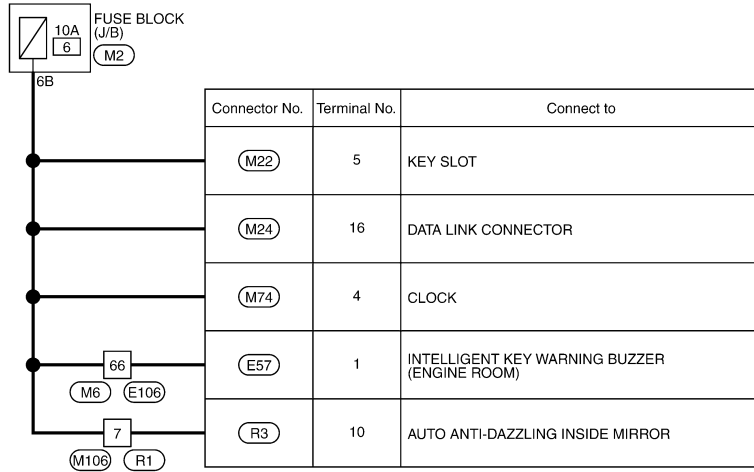 FUSE BLOCK
(J/B)
10A
6
M2
6B
Connector No. Terminal No. Connect to
M22 5 KEY SLOT
M24 16 DATA LINK CONNECTOR
M74 4 CLOCK
66 E57 1 INTELLIGENT KEY WARNING BUZZER
(ENGINE ROOM)
M6 E106
7 R3 10 AUTO ANTI-DAZZLING INSIDE MIRROR
M106 R1